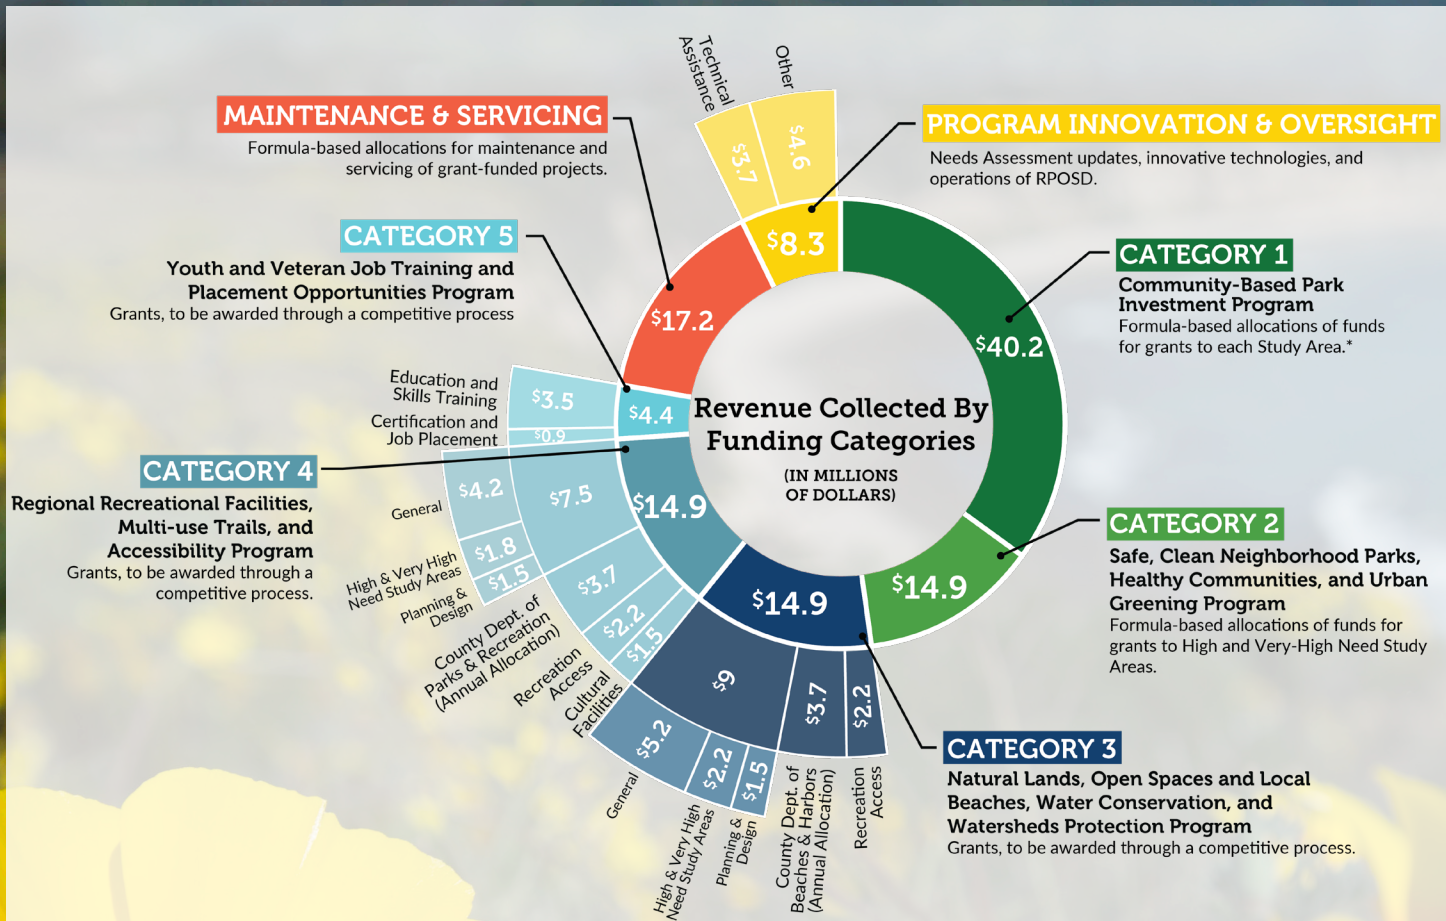 Technical
Assistance
Other
$3.7
$4.6
MAINTENANCE & SERVICING
Formula-based allocations for maintenance and
servicing of grant-funded projects.
PROGRAM INNOVATION & OVERSIGHT
Needs Assessment updates, innovative technologies, and
operations of RPOSD.
$8.3
CATEGORY 5
Youth and Veteran Job Training and
Placement Opportunities Program
Grants, to be awarded through a competitive process
$17.2
CATEGORY 1
Community-Based Park
Investment Program
Formula-based allocations of funds
for grants to each Study Area.*
$40.2
Education and
Skills Training
$3.5
Certification and
Job Placement
$0.9
$4.4
Revenue Collected By
Funding Categories
(IN MILLIONS
OF DOLLARS)
CATEGORY 4
Regional Recreational Facilities,
Multi-use Trails, and
Accessibility Program
Grants, to be awarded through a
competitive process.
$14.9
$7.5
$4.2
General
$1.8
High & Very High
Need Study Areas
$1.5
Planning &
Design
$3.7
County Dept. of
Parks & Recreation
(Annual Allocation)
$2.2
Recreation
Access
$1.5
Cultural
Facilities
CATEGORY 2
Safe, Clean Neighborhood Parks,
Healthy Communities, and Urban
Greening Program
Formula-based allocations of funds for
grants to High and Very-High Need Study
Areas.
$14.9
$14.9
$9
$5.2
General
$2.2
High & Very High
Need Study Areas
$1.5
Planning &
Design
$3.7
County Dept. of
Beaches & Harbors
(Annual Allocation)
$2.2
Recreation
Access
CATEGORY 3
Natural Lands, Open Spaces and Local
Beaches, Water Conservation, and
Watersheds Protection Program
Grants, to be awarded through a competitive process.